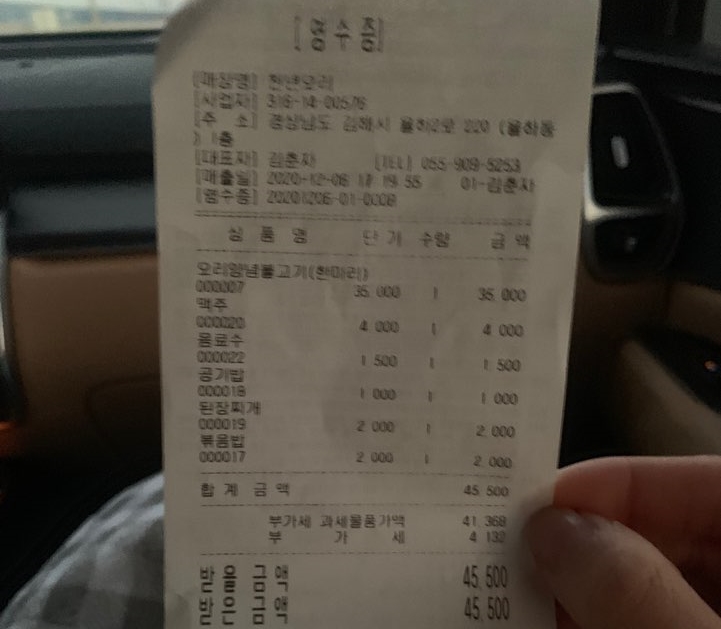 [영수증]
[매장명] 천년오리
[사업자] 316-14-00576
[주 소] 경상남도 김해시 율하2로 220 (율하동
) 1층
[대표자] 김춘자 [TEL] 055-909-5253
[매출일] 2020-12-06 17:19:55 01-김춘자
[영수증] 20201206-01-0008
상 품 명 단 가 수량 금 액
오리양념불고기(한마리)
000007 35,000 1 35,000
맥주
000020 4,000 1 4,000
음료수
000022 1,500 1 1,500
공기밥
000018 1,000 1 1,000
된장찌개
000019 2,000 1 2,000
볶음밥
000017 2,000 1 2,000
합 계 금 액 45,500
부가세 과세물품가액 41,368
부 가 세 4,132
받을금액 45,500
받은금액 45,500